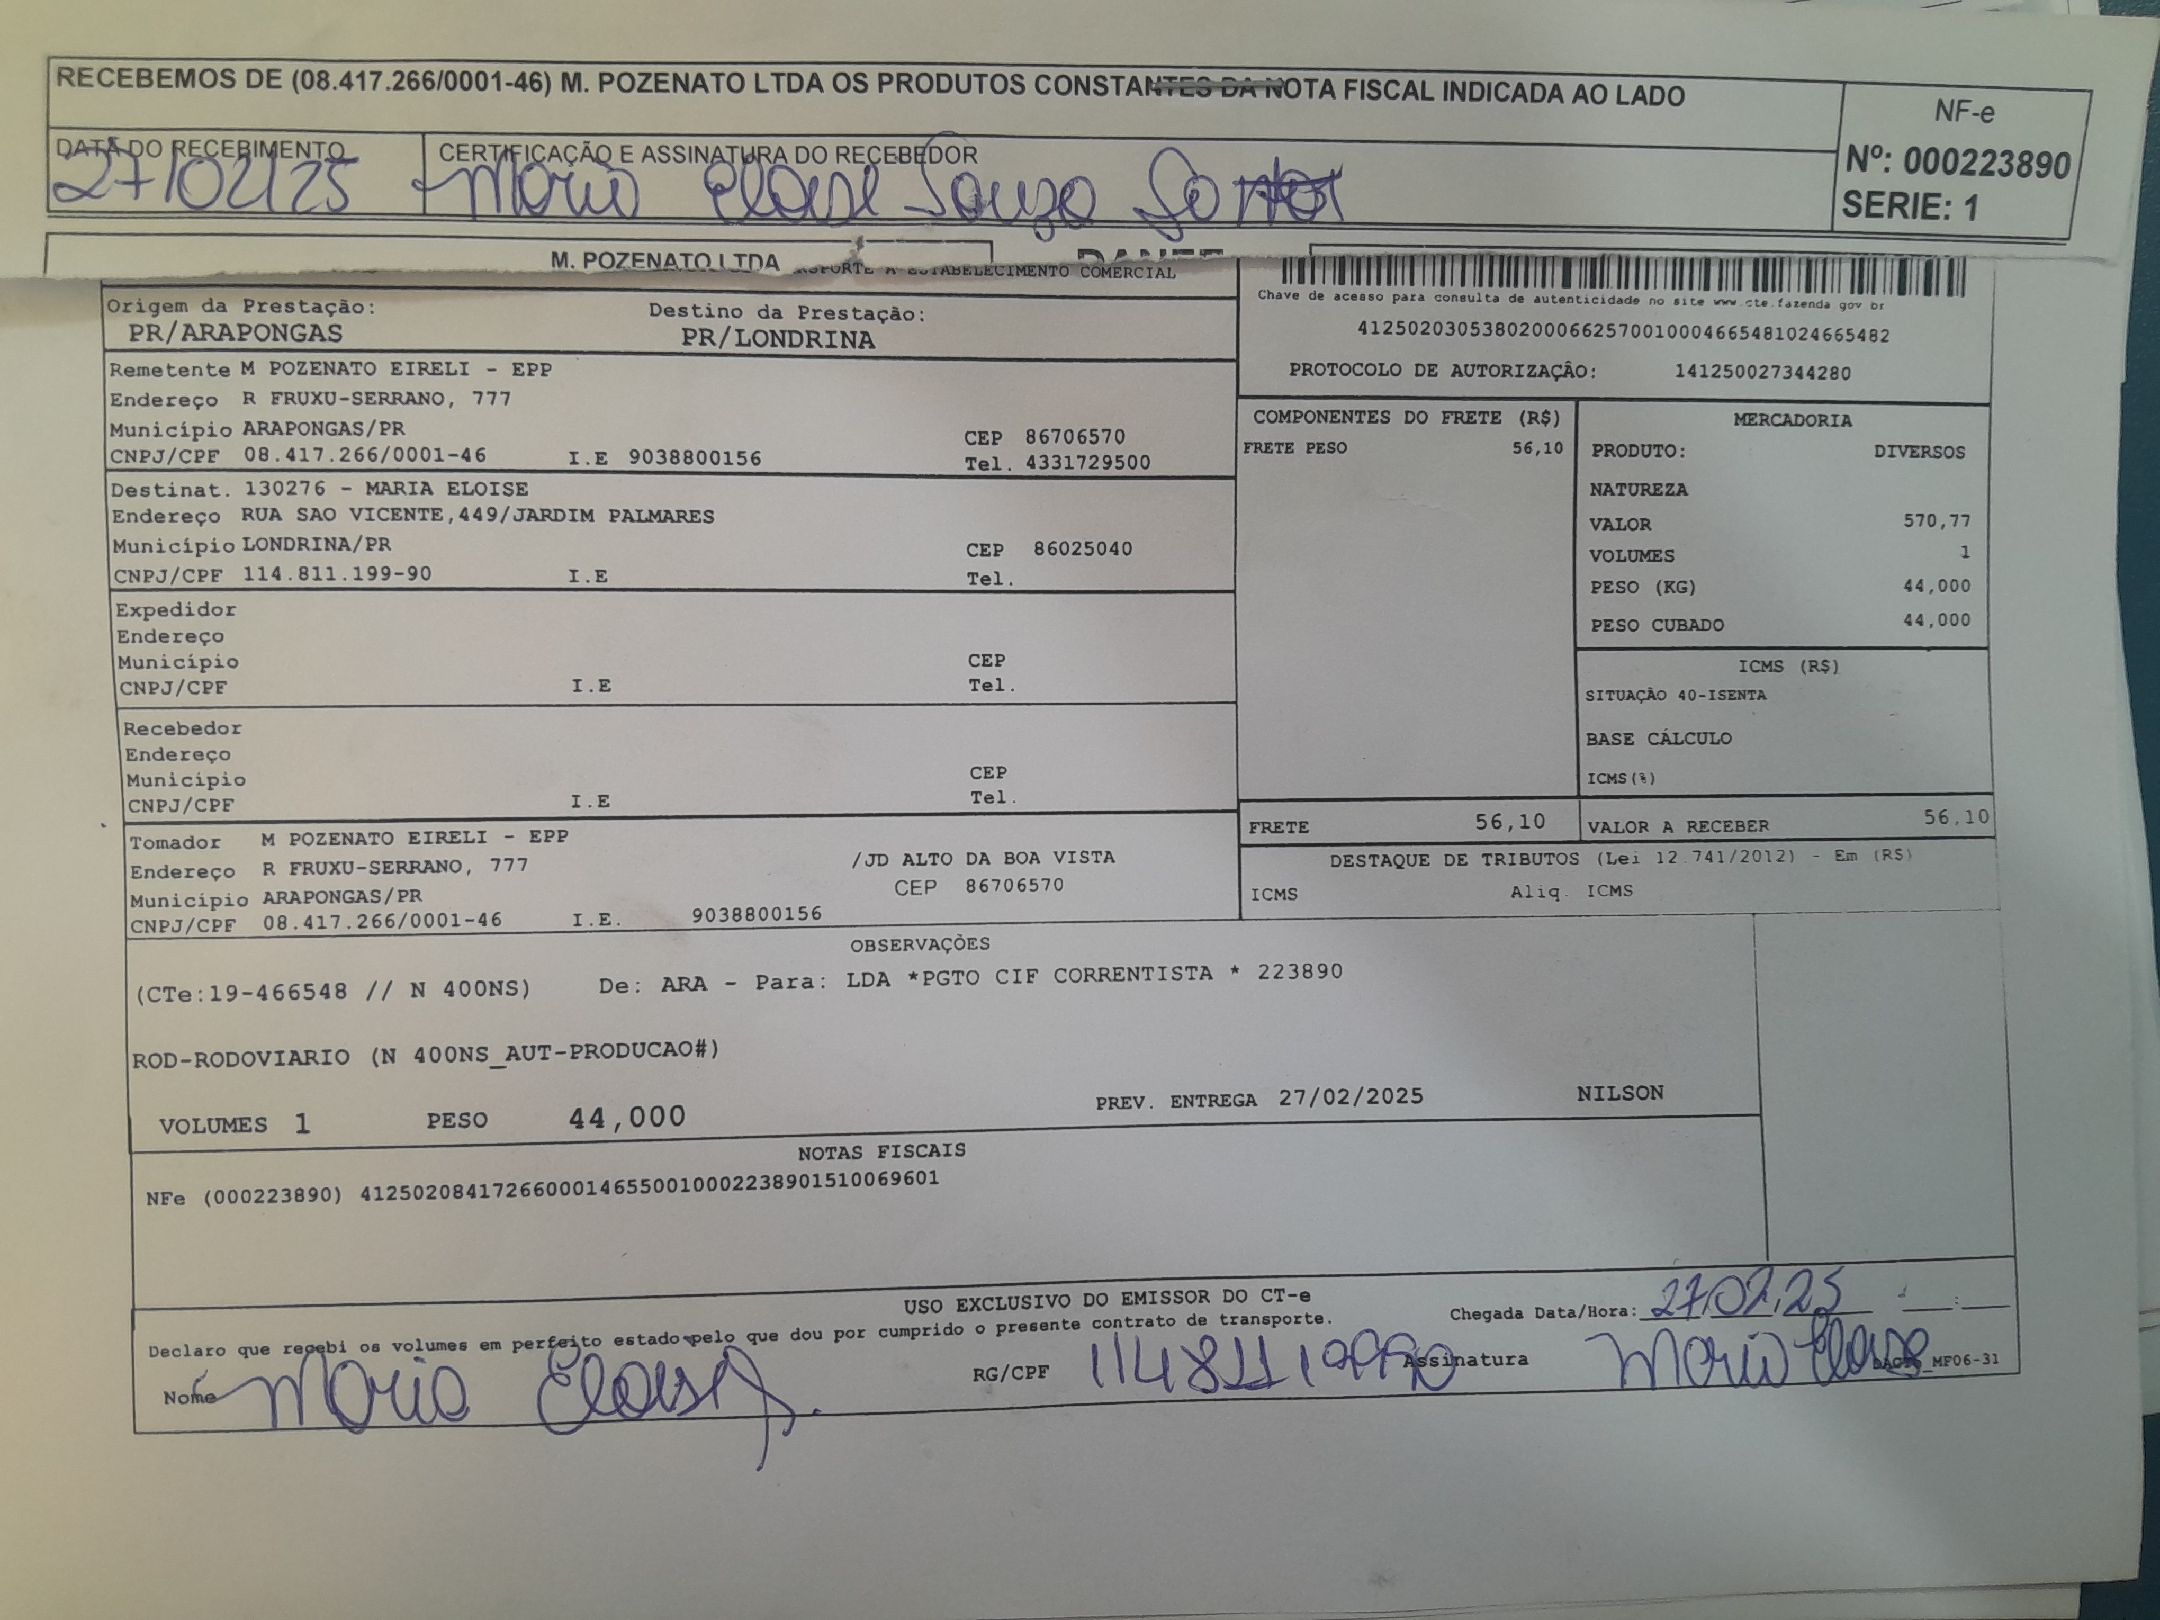 RECEBEMOS DE (08.417.266/0001-46) M. POZENATO LTDA OS PRODUTOS CONSTANTES DA NOTA FISCAL INDICADA AO LADO
NF-e
Nº: 000223890
SERIE: 1
DATA DO RECEBIMENTO
27/02/25
CERTIFICAÇÃO E ASSINATURA DO RECEBEDOR
Maria Eloise Souza
M. POZENATO LTDA
A ESTABELECIMENTO COMERCIAL
Origem da Prestação:
PR/ARAPONGAS
Destino da Prestação:
PR/LONDRINA
Chave de acesso para consulta de autenticidade no site www.cte.fazenda gov br
41250203053802000662570010004665481024665482
PROTOCOLO DE AUTORIZAÇÂO: 141250027344280
Remetente M POZENATO EIRELI - EPP
Endereço R FRUXU-SERRANO, 777
Município ARAPONGAS/PR CEP 86706570
CNPJ/CPF 08.417.266/0001-46 I.E 9038800156 Tel. 4331729500
Destinat. 130276 - MARIA ELOISE
Endereço RUA SAO VICENTE,449/JARDIM PALMARES
Município LONDRINA/PR CEP 86025040
CNPJ/CPF 114.811.199-90 I.E Tel.
Expedidor
Endereço
Município CEP
CNPJ/CPF I.E Tel.
Recebedor
Endereço
Município CEP
CNPJ/CPF I.E Tel.
Tomador M POZENATO EIRELI - EPP
Endereço R FRUXU-SERRANO, 777 /JD ALTO DA BOA VISTA
Município ARAPONGAS/PR CEP 86706570
CNPJ/CPF 08.417.266/0001-46 I.E. 9038800156
COMPONENTES DO FRETE (R$)
FRETE PESO 56,10
MERCADORIA
PRODUTO: DIVERSOS
NATUREZA
VALOR 570,77
VOLUMES 1
PESO (KG) 44,000
PESO CUBADO 44,000
ICMS (R$)
SITUAÇÃO 40-ISENTA
BASE CÁLCULO
ICMS(%)
FRETE 56,10 VALOR A RECEBER 56,10
DESTAQUE DE TRIBUTOS (Lei 12.741/2012) - Em (R$)
ICMS Aliq. ICMS
OBSERVAÇÕES
(CTe:19-466548 // N 400NS) De: ARA - Para: LDA *PGTO CIF CORRENTISTA * 223890
ROD-RODOVIARIO (N 400NS_AUT-PRODUCAO#)
VOLUMES 1 PESO 44,000 PREV. ENTREGA 27/02/2025 NILSON
NOTAS FISCAIS
NFe (000223890) 41250208417266000146550010002238901510069601
USO EXCLUSIVO DO EMISSOR DO CT-e
Declaro que recebi os volumes em perfeito estado pelo que dou por cumprido o presente contrato de transporte.
Chegada Data/Hora: 27/02/25
Nome Maria Eloise S.
RG/CPF 11481119990
Assinatura Maria Eloise
MF06-31